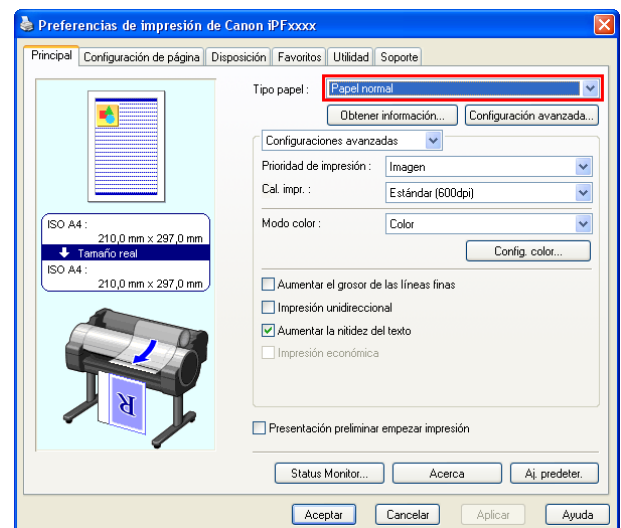 Preferencias de impresión de Canon iPFxxxx
Principal Configuración de página Disposición Favoritos Utilidad Soporte
Tipo papel : Papel normal
Obtener información... Configuración avanzada...
Configuraciones avanzadas
Prioridad de impresión : Imagen
Cal. impr. : Estándar (600dpi)
Modo color : Color
Config. color...
ISO A4 :
210,0 mm x 297,0 mm
Tamaño real
ISO A4 :
210,0 mm x 297,0 mm
Aumentar el grosor de las líneas finas
Impresión unidireccional
Aumentar la nitidez del texto
Impresión económica
R
Presentación preliminar empezar impresión
Status Monitor... Acerca Aj. predeter.
Aceptar Cancelar Aplicar Ayuda